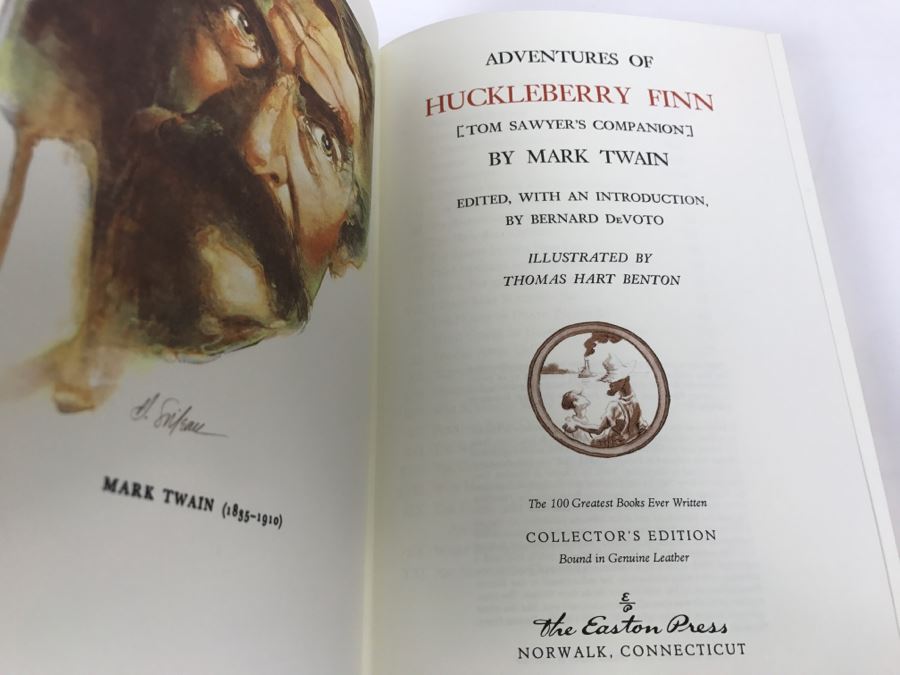 MARK TWAIN (1835–1910)
ADVENTURES OF
HUCKLEBERRY FINN
[TOM SAWYER'S COMPANION]
BY MARK TWAIN
EDITED, WITH AN INTRODUCTION,
BY BERNARD DEVOTO
ILLUSTRATED BY
THOMAS HART BENTON
The 100 Greatest Books Ever Written
COLLECTOR'S EDITION
Bound in Genuine Leather
E
P
The Easton Press
NORWALK, CONNECTICUT